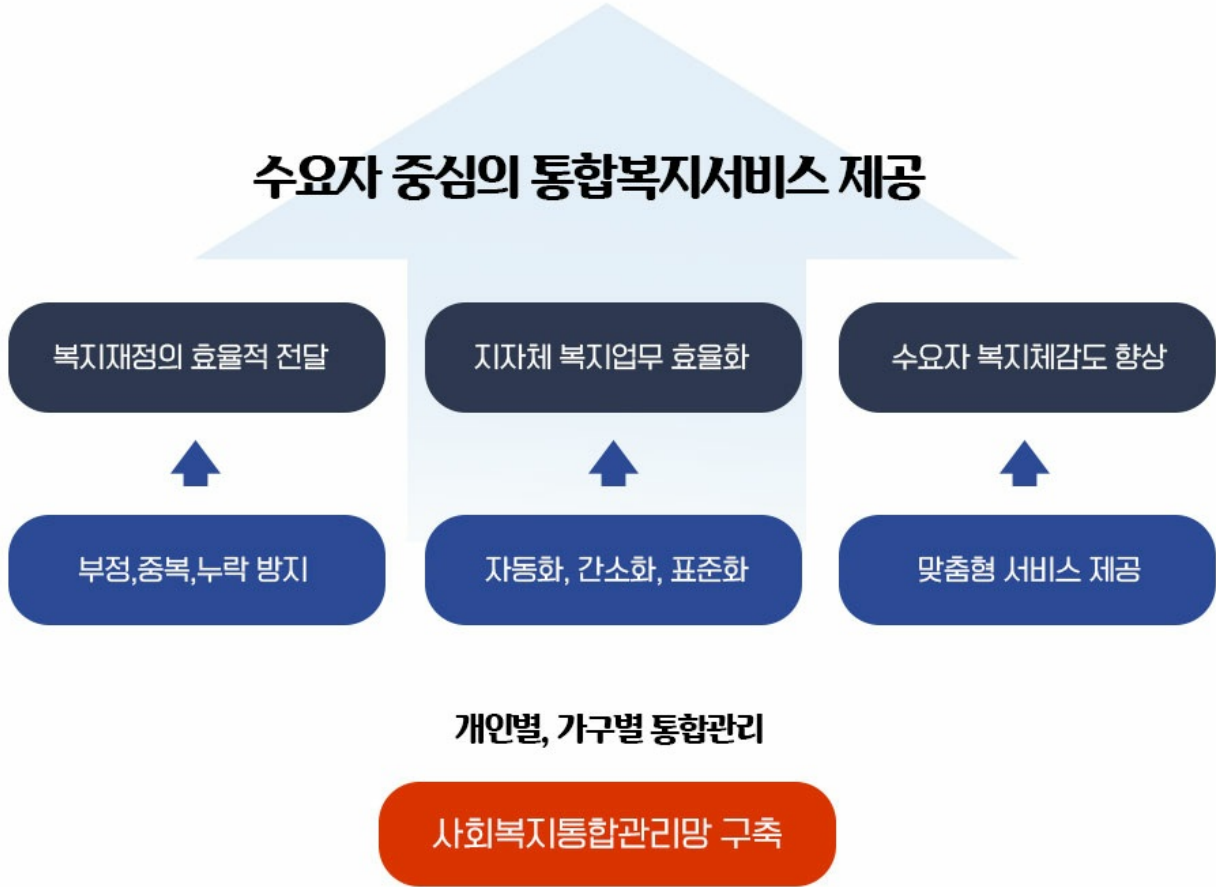 수요자 중심의 통합복지서비스 제공
복지재정의 효율적 전달
지자체 복지업무 효율화
수요자 복지체감도 향상
부정,중복,누락 방지
자동화, 간소화, 표준화
맞춤형 서비스 제공
개인별, 가구별 통합관리
사회복지통합관리망 구축